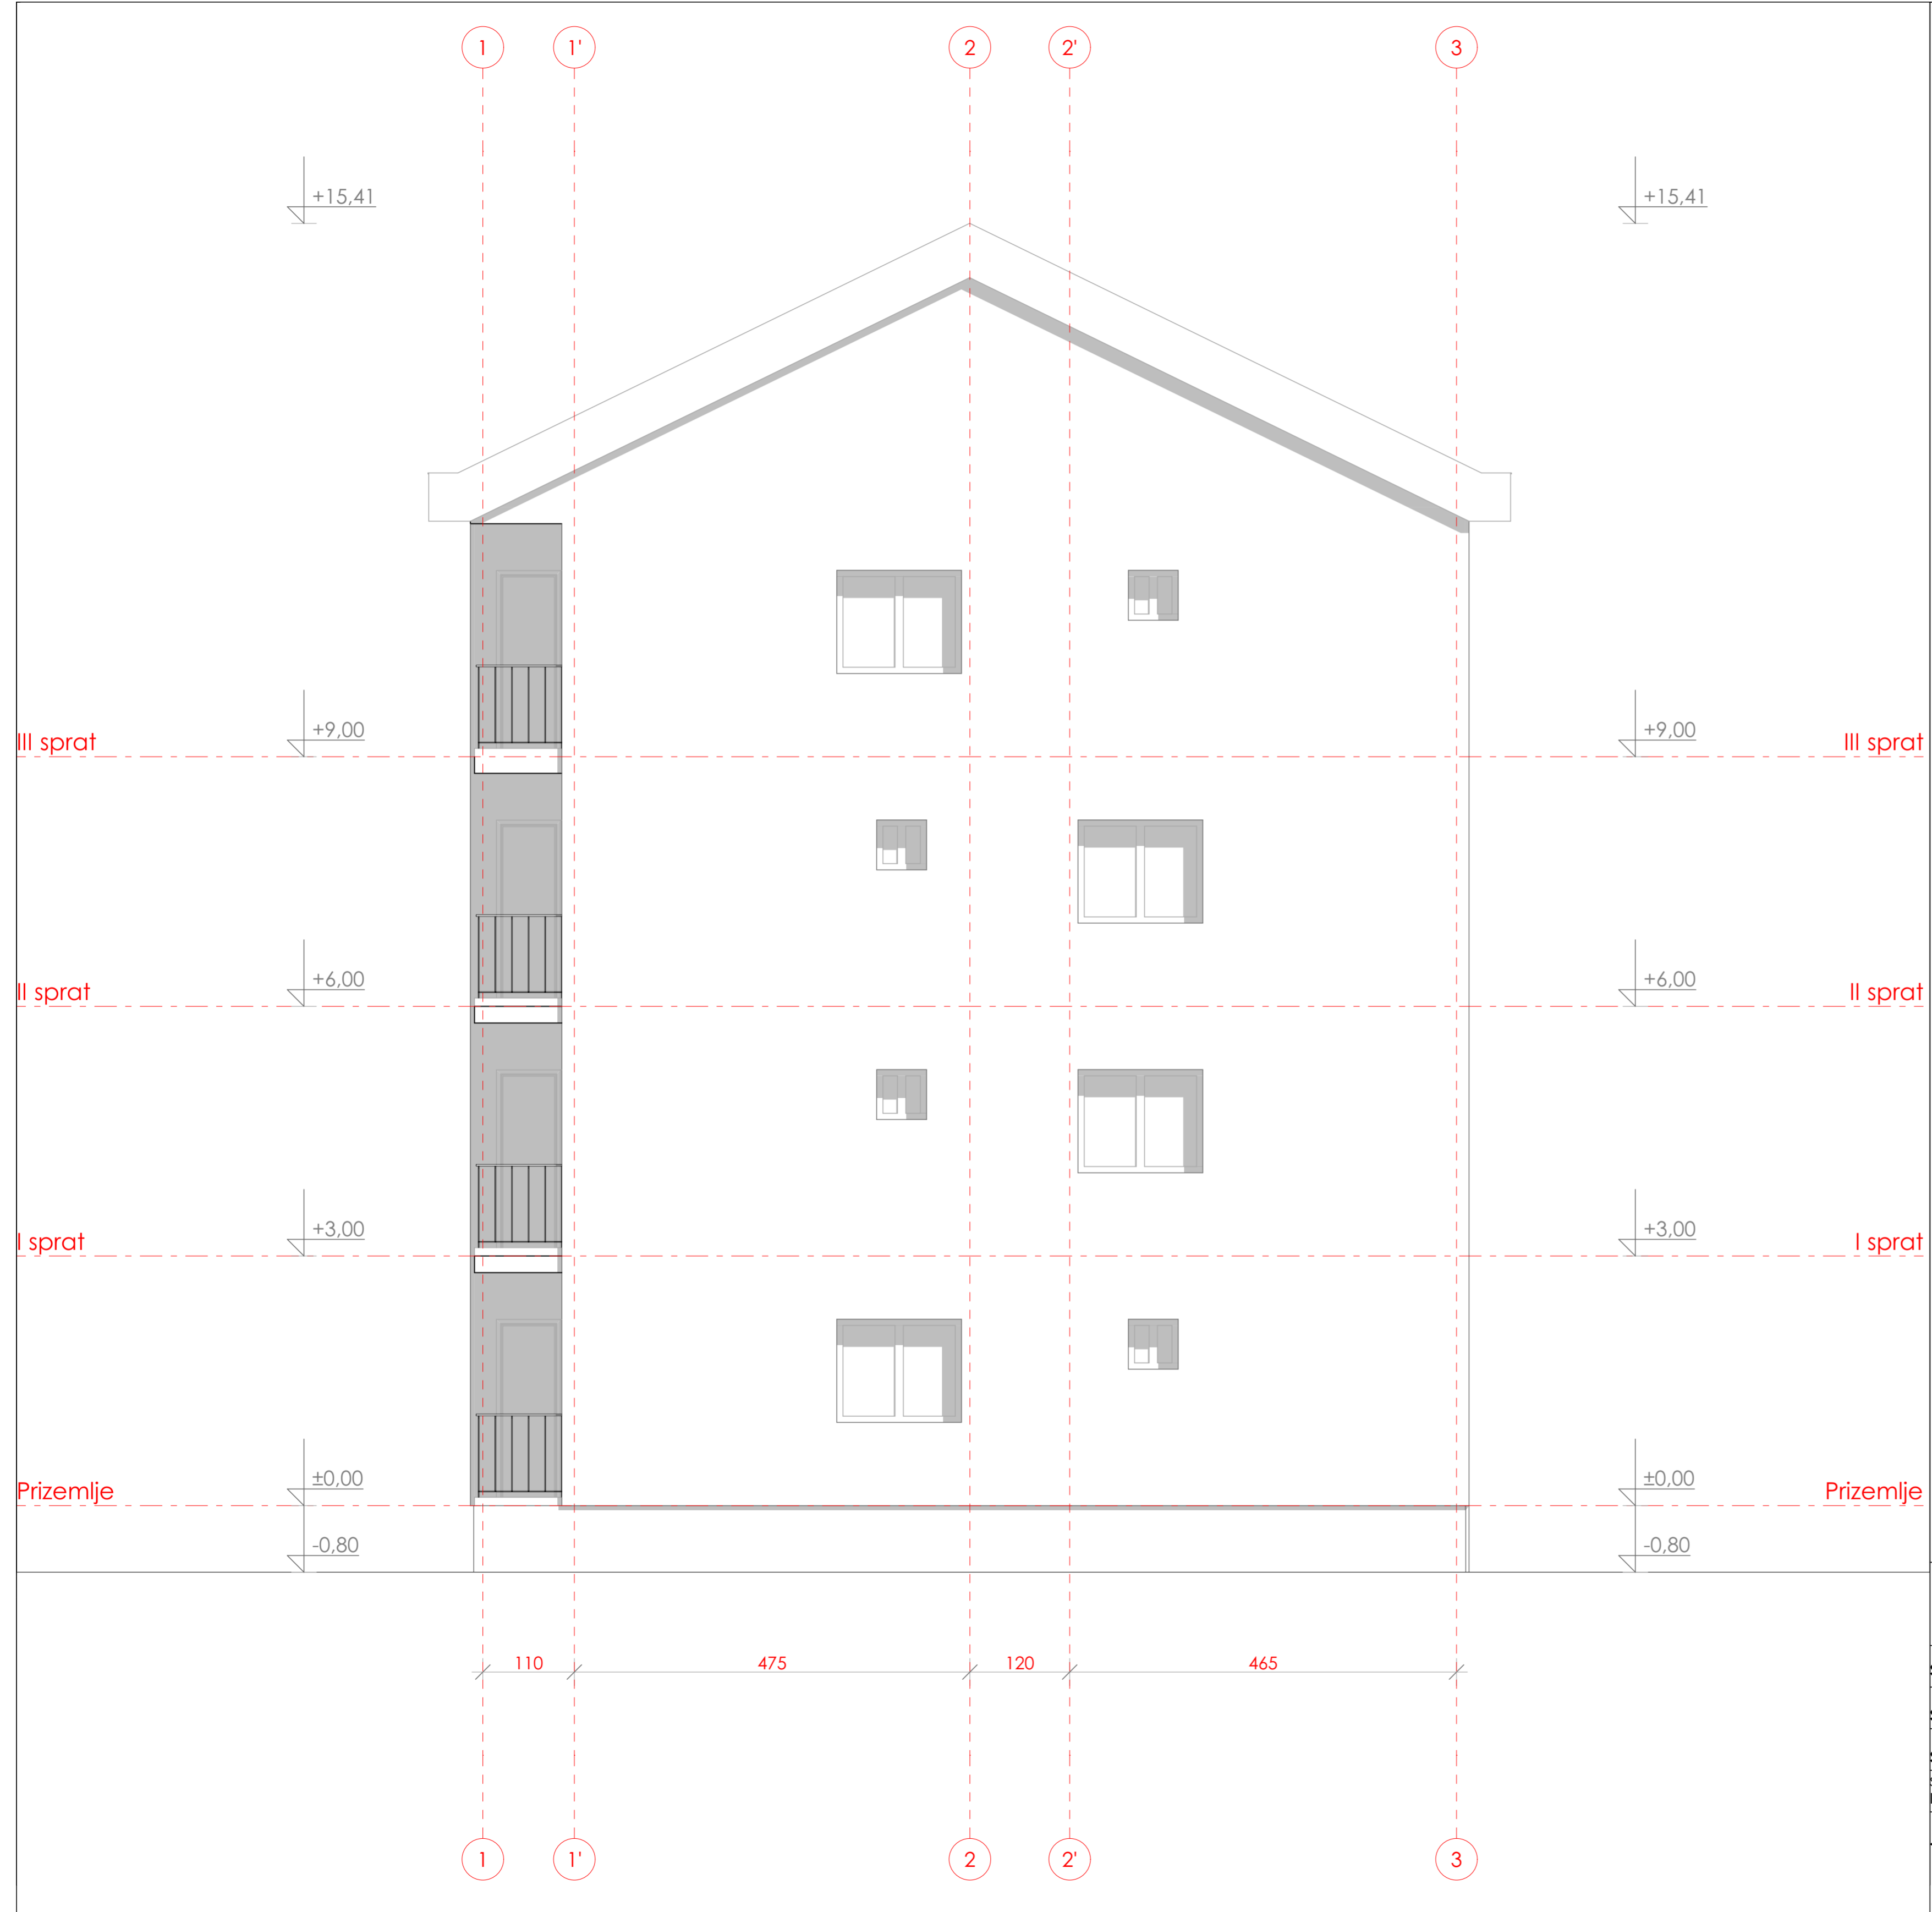 1 1' 2 2' 3
+15,41 +15,41
+9,00 +9,00
III sprat III sprat
+6,00 +6,00
II sprat II sprat
+3,00 +3,00
I sprat I sprat
±0,00 ±0,00
Prizemlje Prizemlje
-0,80 -0,80
110 475 120 465
1 1' 2 2' 3